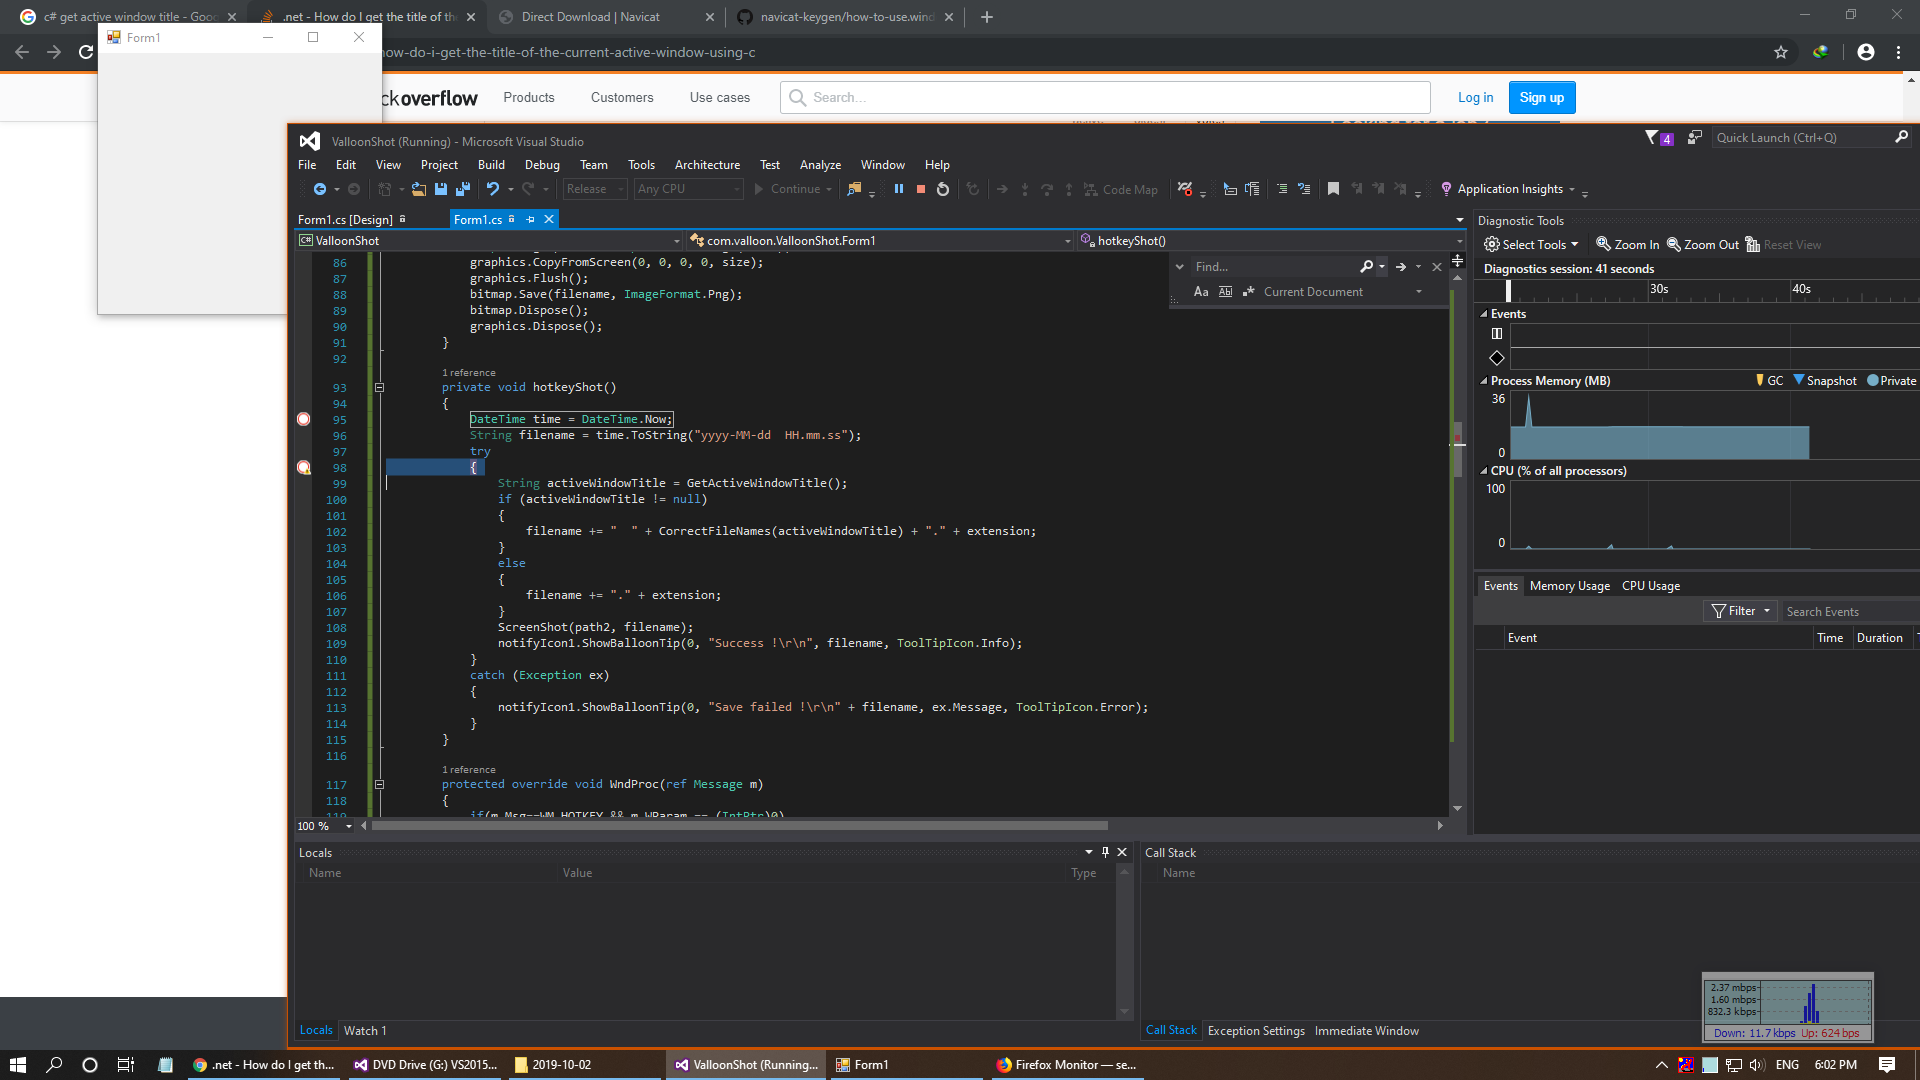 c# get active window title - Goo
.net - How do I get the title of the
Direct Download | Navicat
navicat-keygen/how-to-use.wind
Form1
how-do-i-get-the-title-of-the-current-active-window-using-c
ckoverflow
Products
Customers
Use cases
Search...
Log in
Sign up
ValloonShot (Running) - Microsoft Visual Studio
4
Quick Launch (Ctrl+Q)
File Edit View Project Build Debug Team Tools Architecture Test Analyze Window Help
Release
Any CPU
Continue
Code Map
Application Insights
Form1.cs [Design]
Form1.cs
C# ValloonShot
com.valloon.ValloonShot.Form1
hotkeyShot()
Find...
Aa Ab Current Document
86 graphics.CopyFromScreen(0, 0, 0, 0, size);
87 graphics.Flush();
88 bitmap.Save(filename, ImageFormat.Png);
89 bitmap.Dispose();
90 graphics.Dispose();
91 }
92
1 reference
93 private void hotkeyShot()
94 {
95 DateTime time = DateTime.Now;
96 String filename = time.ToString("yyyy-MM-dd  HH.mm.ss");
97 try
98 {
99 String activeWindowTitle = GetActiveWindowTitle();
100 if (activeWindowTitle != null)
101 {
102 filename += "  " + CorrectFileNames(activeWindowTitle) + "." + extension;
103 }
104 else
105 {
106 filename += "." + extension;
107 }
108 ScreenShot(path2, filename);
109 notifyIcon1.ShowBalloonTip(0, "Success !\r\n", filename, ToolTipIcon.Info);
110 }
111 catch (Exception ex)
112 {
113 notifyIcon1.ShowBalloonTip(0, "Save failed !\r\n" + filename, ex.Message, ToolTipIcon.Error);
114 }
115 }
116
1 reference
117 protected override void WndProc(ref Message m)
118 {
119 if(m.Msg==WM_HOTKEY && m.WParam == (IntPtr)0)
100 %
Diagnostic Tools
Select Tools
Zoom In
Zoom Out
Reset View
Diagnostics session: 41 seconds
30s
40s
Events
Process Memory (MB)
GC
Snapshot
Private
36
0
CPU (% of all processors)
100
0
Events
Memory Usage
CPU Usage
Filter
Search Events
Event
Time
Duration
Locals
Name
Value
Type
Call Stack
Name
Locals
Watch 1
Call Stack
Exception Settings
Immediate Window
2.37 mbps
1.60 mbps
832.3 kbps
Down: 11.7 kbps Up: 624 bps
.net - How do I get th...
DVD Drive (G:) VS2015...
2019-10-02
ValloonShot (Running...
Form1
Firefox Monitor — se...
ENG
6:02 PM